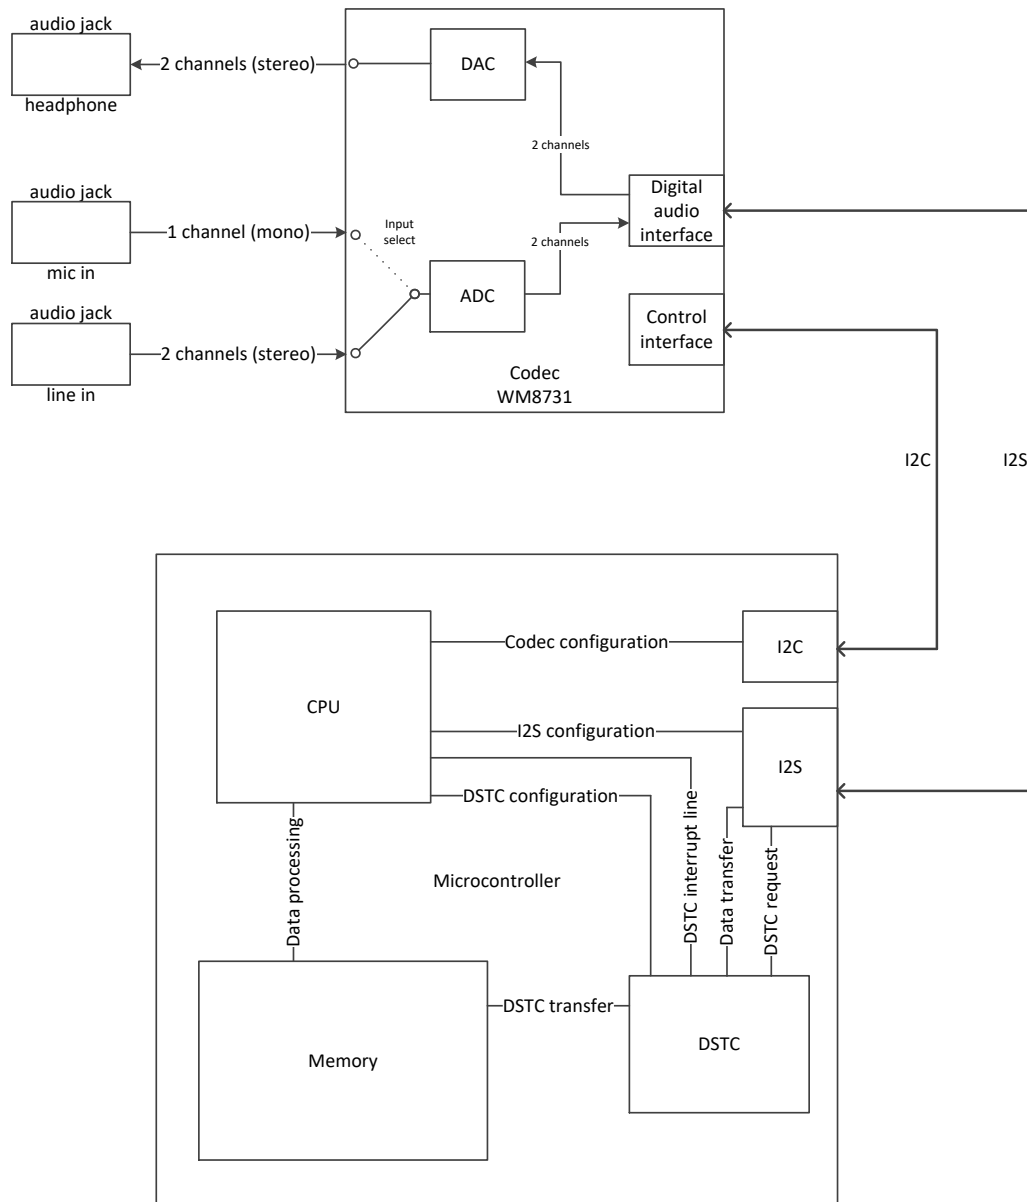 audio jack
2 channels (stereo)
headphone
DAC
2 channels
audio jack
1 channel (mono)
mic in
Input
select
Digital
audio
interface
2 channels
audio jack
2 channels (stereo)
line in
ADC
Control
interface
Codec
WM8731
I2C
I2S
CPU
Codec configuration
I2C
I2S configuration
I2S
DSTC configuration
Data processing
Microcontroller
DSTC interrupt line
Data transfer
DSTC request
Memory
DSTC transfer
DSTC